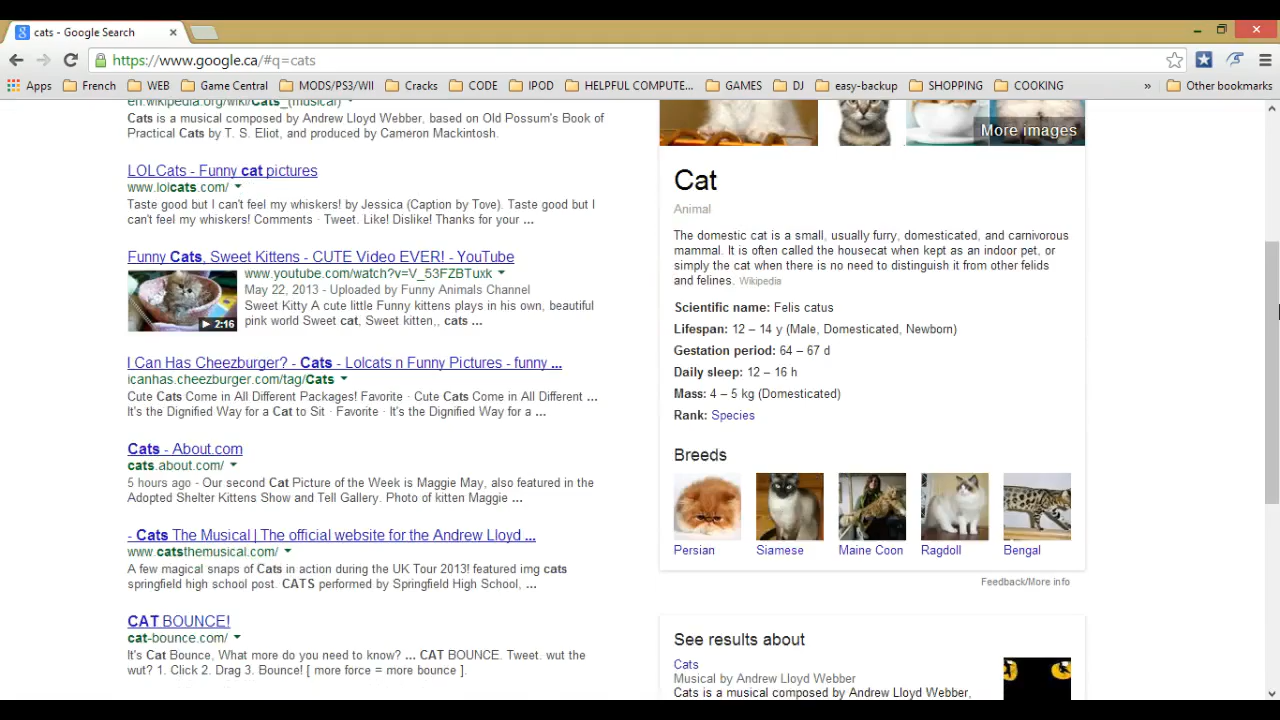 cats - Google Search
https://www.google.ca/#q=cats
Apps French WEB Game Central MODS/PS3/WII Cracks CODE IPOD HELPFUL COMPUTE... GAMES DJ easy-backup SHOPPING COOKING » Other bookmarks
en.wikipedia.org/wiki/Cats_(musical)
Cats is a musical composed by Andrew Lloyd Webber, based on Old Possum's Book of
Practical Cats by T. S. Eliot, and produced by Cameron Mackintosh.
LOLCats - Funny cat pictures
www.lolcats.com/
Taste good but I can't feel my whiskers! by Jessica (Caption by Tove). Taste good but I
can't feel my whiskers! Comments · Tweet. Like! Dislike! Thanks for your ...
Funny Cats, Sweet Kittens - CUTE Video EVER! - YouTube
www.youtube.com/watch?v=V_53FZBTuxk
May 22, 2013 - Uploaded by Funny Animals Channel
Sweet Kitty A cute little Funny kittens plays in his own, beautiful
pink world Sweet cat, Sweet kitten,, cats ...
2:16
I Can Has Cheezburger? - Cats - Lolcats n Funny Pictures - funny ...
icanhas.cheezburger.com/tag/Cats
Cute Cats Come in All Different Packages! Favorite · Cute Cats Come in All Different ...
It's the Dignified Way for a Cat to Sit · Favorite · It's the Dignified Way for a ...
Cats - About.com
cats.about.com/
5 hours ago - Our second Cat Picture of the Week is Maggie May, also featured in the
Adopted Shelter Kittens Show and Tell Gallery. Photo of kitten Maggie ...
- Cats The Musical | The official website for the Andrew Lloyd ...
www.catsthemusical.com/
A few magical snaps of Cats in action during the UK Tour 2013! featured img cats
springfield high school post. CATS performed by Springfield High School, ...
CAT BOUNCE!
cat-bounce.com/
It's Cat Bounce, What more do you need to know? ... CAT BOUNCE. Tweet. wut the
wut? 1. Click 2. Drag 3. Bounce! [ more force = more bounce ].
More images
Cat
Animal
The domestic cat is a small, usually furry, domesticated, and carnivorous
mammal. It is often called the housecat when kept as an indoor pet, or
simply the cat when there is no need to distinguish it from other felids
and felines. Wikipedia
Scientific name: Felis catus
Lifespan: 12 – 14 y (Male, Domesticated, Newborn)
Gestation period: 64 – 67 d
Daily sleep: 12 – 16 h
Mass: 4 – 5 kg (Domesticated)
Rank: Species
Breeds
Persian Siamese Maine Coon Ragdoll Bengal
Feedback/More info
See results about
Cats
Musical by Andrew Lloyd Webber
Cats is a musical composed by Andrew Lloyd Webber,